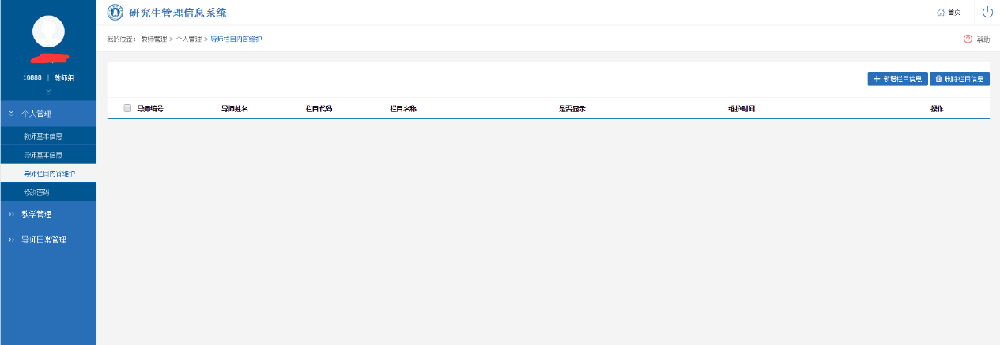 研究生管理信息系统
首页
我的位置： 教师管理 > 个人管理 > 导师栏目内容维护
帮助
10888 | 教师组
个人管理
教师基本信息
导师基本信息
导师栏目内容维护
修改密码
教学管理
导师日常管理
新增栏目信息 删除栏目信息
导师编号 导师姓名 栏目代码 栏目名称 是否显示 维护时间 操作